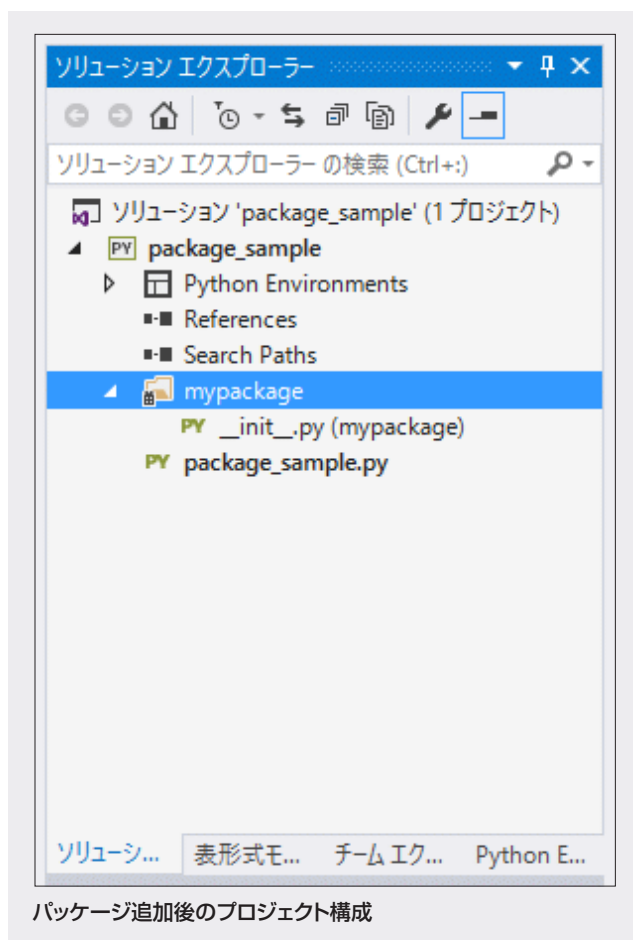 ソリューション エクスプローラー
ソリューション エクスプローラー の検索 (Ctrl+:)
ソリューション 'package_sample' (1 プロジェクト)
PY package_sample
Python Environments
References
Search Paths
mypackage
PY __init__.py (mypackage)
PY package_sample.py
ソリューシ... 表形式モ... チーム エク... Python E...
パッケージ追加後のプロジェクト構成